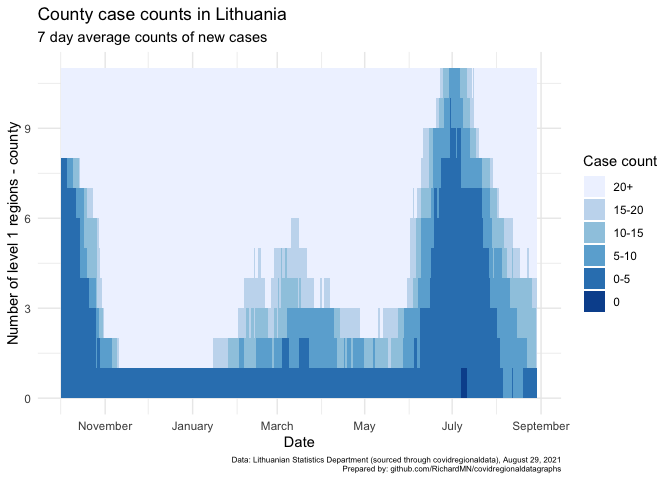 County case counts in Lithuania
7 day average counts of new cases
Number of level 1 regions - county
9
6
3
0
November
January
March
May
July
September
Date
Case count
20+
15-20
10-15
5-10
0-5
0
Data: Lithuanian Statistics Department (sourced through covidregionaldata), August 29, 2021
Prepared by: github.com/RichardMN/covidregionaldatagraphs